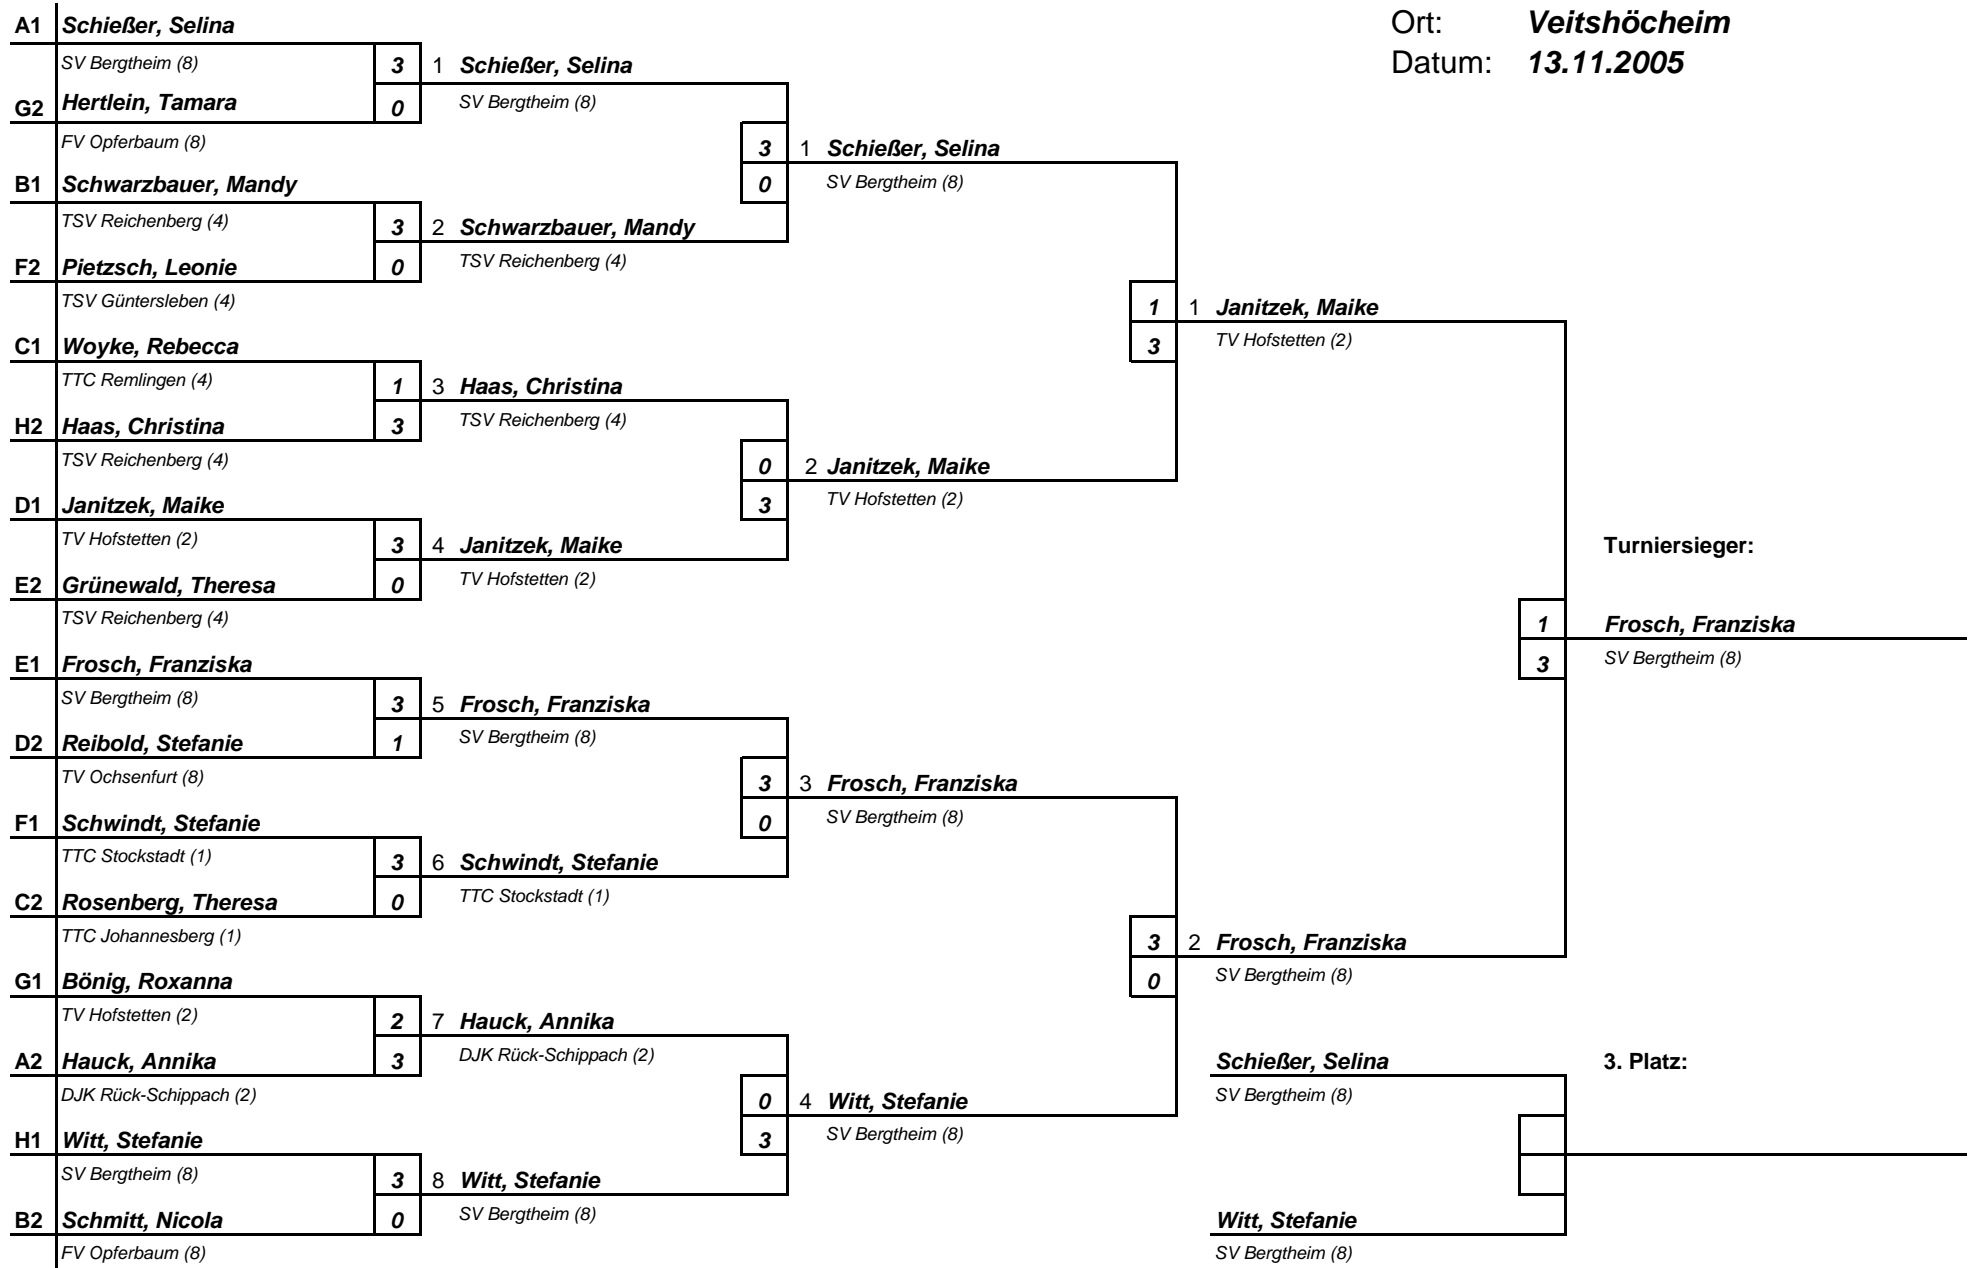 A1 Schießer, Selina
Ort: Veitshöcheim
SV Bergtheim (8) 3 1 Schießer, Selina
Datum: 13.11.2005
G2 Hertlein, Tamara 0 SV Bergtheim (8)
FV Opferbaum (8) 3 1 Schießer, Selina
B1 Schwarzbauer, Mandy 0 SV Bergtheim (8)
TSV Reichenberg (4) 3 2 Schwarzbauer, Mandy
F2 Pietzsch, Leonie 0 TSV Reichenberg (4)
TSV Güntersleben (4) 1 1 Janitzek, Maike
C1 Woyke, Rebecca 3 TV Hofstetten (2)
TTC Remlingen (4) 1 3 Haas, Christina
H2 Haas, Christina 3 TSV Reichenberg (4)
TSV Reichenberg (4) 0 2 Janitzek, Maike
D1 Janitzek, Maike 3 TV Hofstetten (2)
TV Hofstetten (2) 3 4 Janitzek, Maike Turniersieger:
E2 Grünewald, Theresa 0 TV Hofstetten (2)
TSV Reichenberg (4) 1 Frosch, Franziska
E1 Frosch, Franziska 3 SV Bergtheim (8)
SV Bergtheim (8) 3 5 Frosch, Franziska
D2 Reibold, Stefanie 1 SV Bergtheim (8)
TV Ochsenfurt (8) 3 3 Frosch, Franziska
F1 Schwindt, Stefanie 0 SV Bergtheim (8)
TTC Stockstadt (1) 3 6 Schwindt, Stefanie
C2 Rosenberg, Theresa 0 TTC Stockstadt (1)
TTC Johannesberg (1) 3 2 Frosch, Franziska
G1 Bönig, Roxanna 0 SV Bergtheim (8)
TV Hofstetten (2) 2 7 Hauck, Annika
A2 Hauck, Annika 3 DJK Rück-Schippach (2) Schießer, Selina 3. Platz:
DJK Rück-Schippach (2) 0 4 Witt, Stefanie SV Bergtheim (8)
H1 Witt, Stefanie 3 SV Bergtheim (8)
SV Bergtheim (8) 3 8 Witt, Stefanie
B2 Schmitt, Nicola 0 SV Bergtheim (8) Witt, Stefanie
FV Opferbaum (8) SV Bergtheim (8)